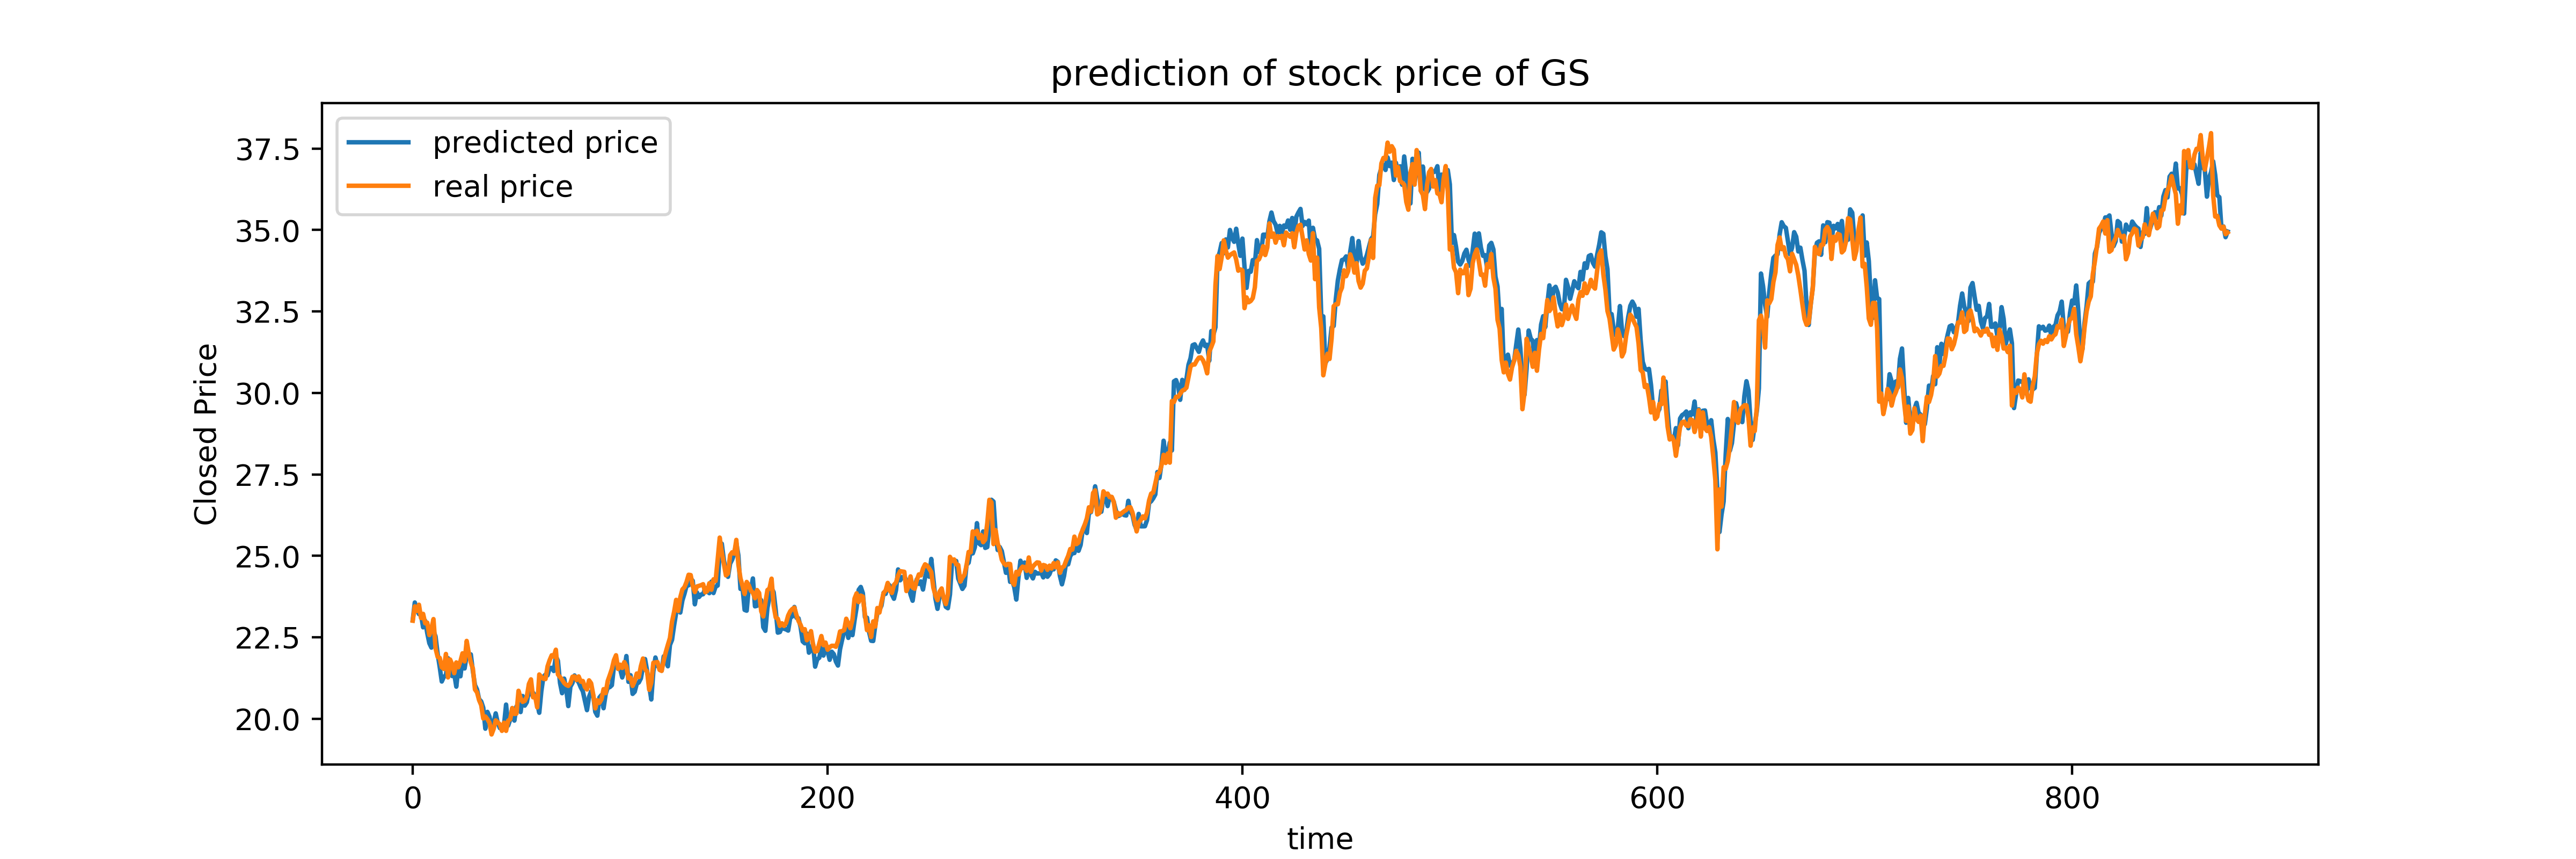 prediction of stock price of GS
predicted price
real price
37.5
35.0
32.5
30.0
27.5
25.0
22.5
20.0
Closed Price
0 200 400 600 800
time